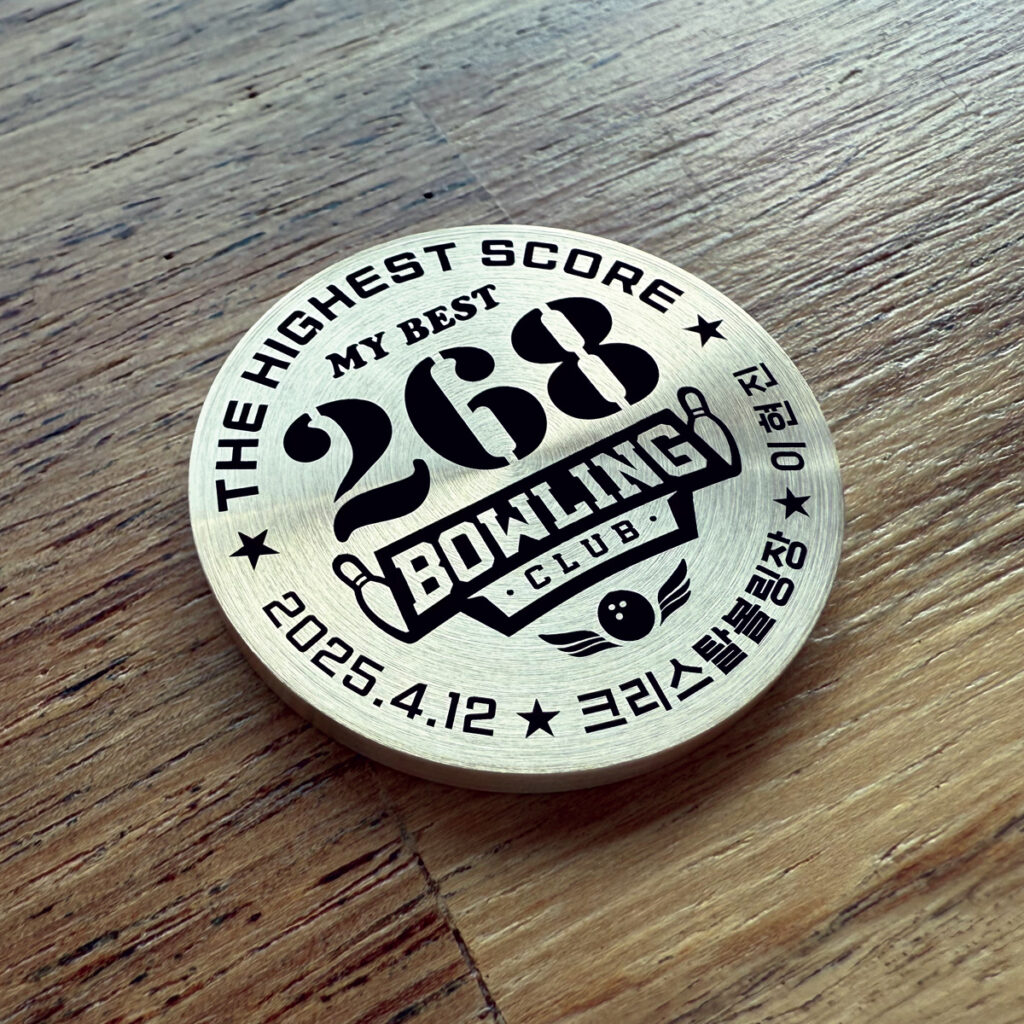 THE HIGHEST SCORE
MY BEST
268
BOWLING
· CLUB ·
2025.4.12 ★ 크리스탈볼링장 ★ 이현진